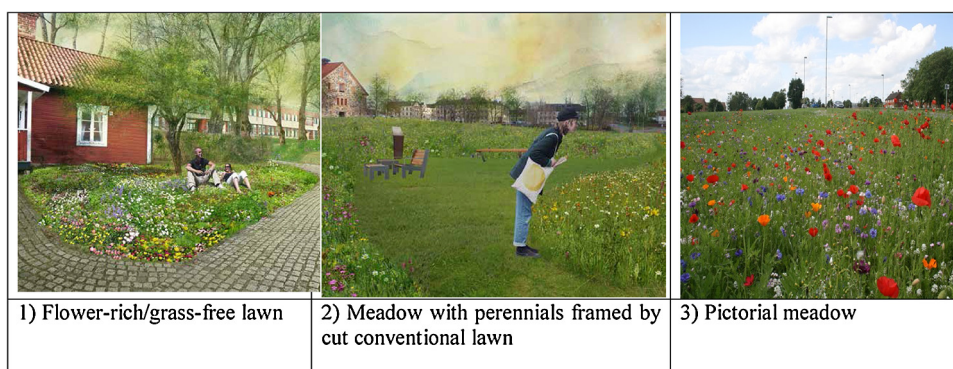 1) Flower-rich/grass-free lawn
2) Meadow with perennials framed by
cut conventional lawn
3) Pictorial meadow